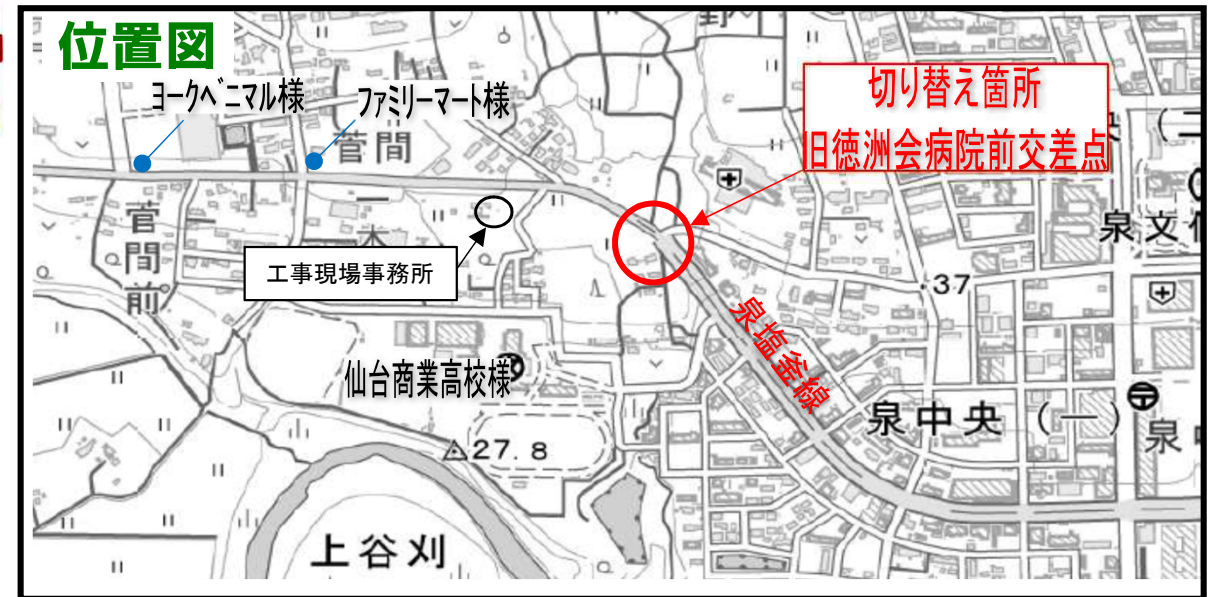 位置図
ヨークベニマル様
ファミリーマート様
切り替え箇所
旧徳洲会病院前交差点
菅間
菅間前
工事現場事務所
泉文
37
泉塩釜線
仙台商業高校様
泉中央(一)
泉
27.8
上谷刈